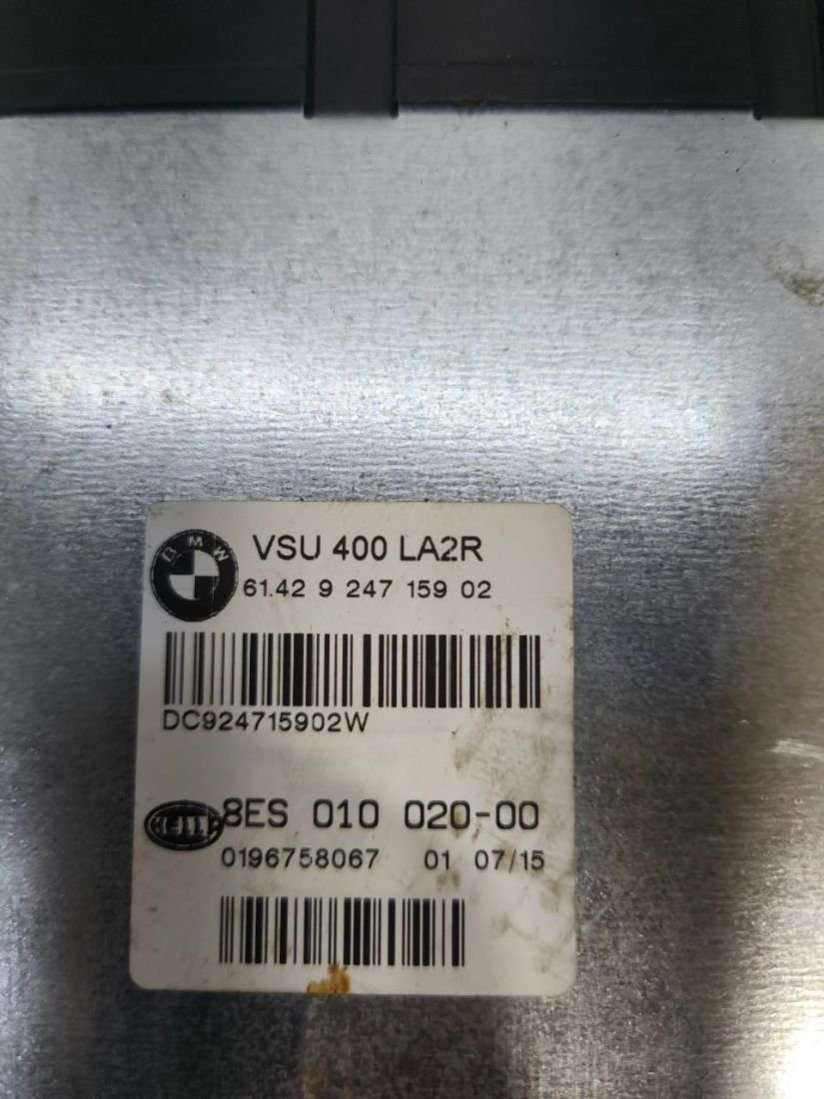 BMW
VSU 400 LA2R
61.42 9 247 159 02
DC924715902W
HELLA
8ES 010 020-00
0196758067 01 07/15